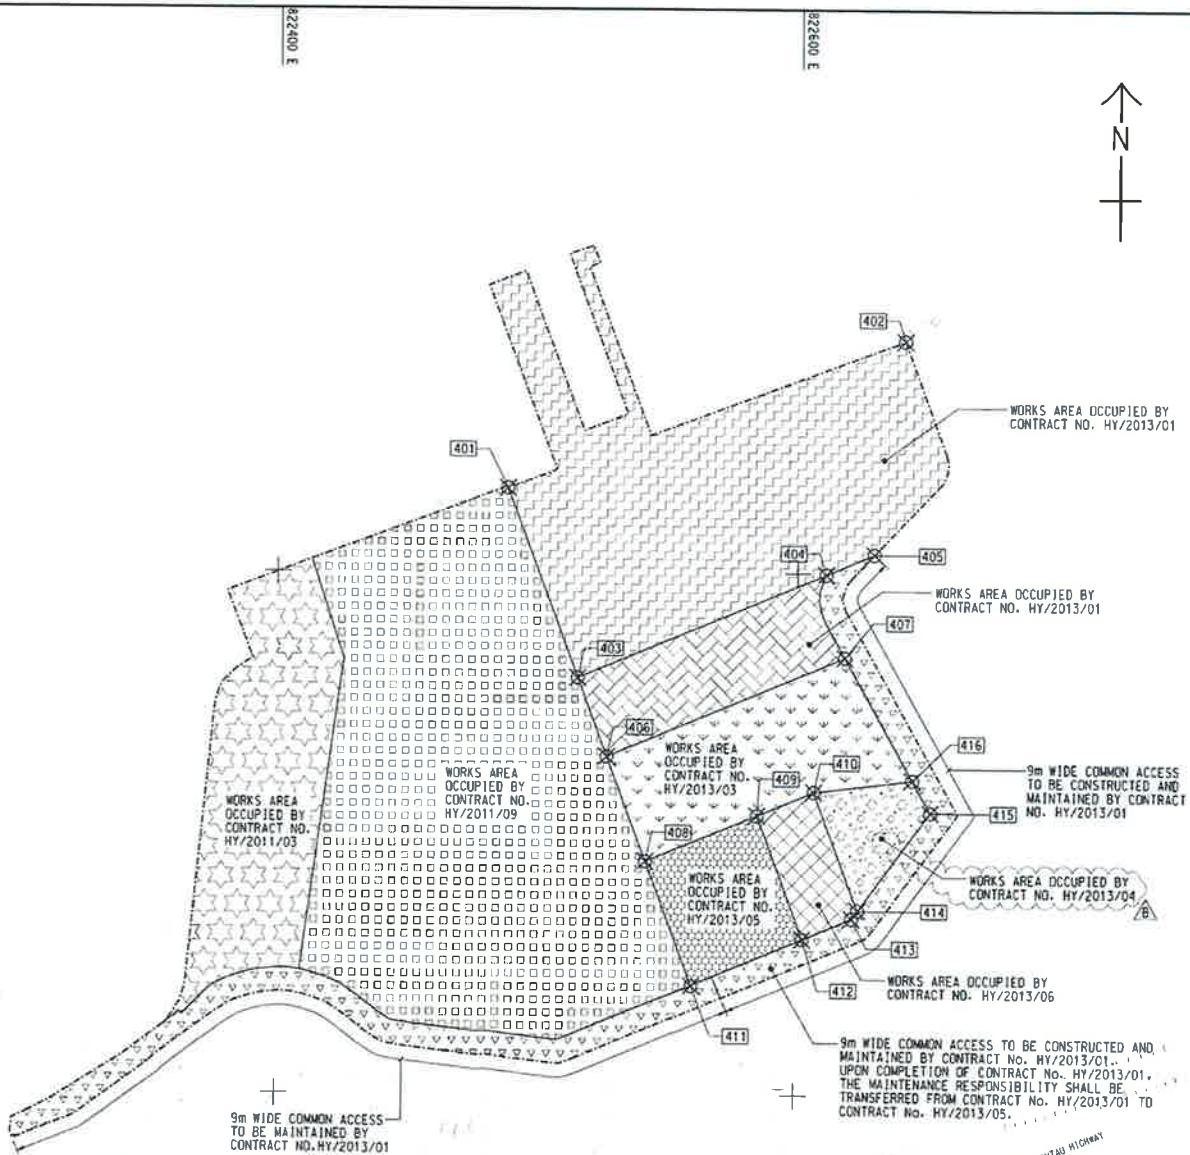 822400 E
822600 E
N
402
WORKS AREA OCCUPIED BY
CONTRACT NO. HY/2013/01
401
404
405
WORKS AREA OCCUPIED BY
CONTRACT NO. HY/2013/01
407
403
406
WORKS AREA
OCCUPIED BY
CONTRACT NO.
HY/2013/03
409
410
416
9m WIDE COMMON ACCESS
TO BE CONSTRUCTED AND
MAINTAINED BY CONTRACT
NO. HY/2013/01
415
WORKS AREA
OCCUPIED BY
CONTRACT NO.
HY/2011/09
WORKS AREA
OCCUPIED BY
CONTRACT NO.
HY/2011/03
408
WORKS AREA
OCCUPIED BY
CONTRACT NO.
HY/2013/05
WORKS AREA OCCUPIED BY
CONTRACT NO. HY/2013/04
B
414
413
WORKS AREA OCCUPIED BY
CONTRACT NO. HY/2013/06
412
411
9m WIDE COMMON ACCESS TO BE CONSTRUCTED AND
MAINTAINED BY CONTRACT No. HY/2013/01.
UPON COMPLETION OF CONTRACT No. HY/2013/01,
THE MAINTENANCE RESPONSIBILITY SHALL BE
TRANSFERRED FROM CONTRACT No. HY/2013/01 TO
CONTRACT No. HY/2013/05.
9m WIDE COMMON ACCESS
TO BE MAINTAINED BY
CONTRACT NO.HY/2013/01
HIGHWAY